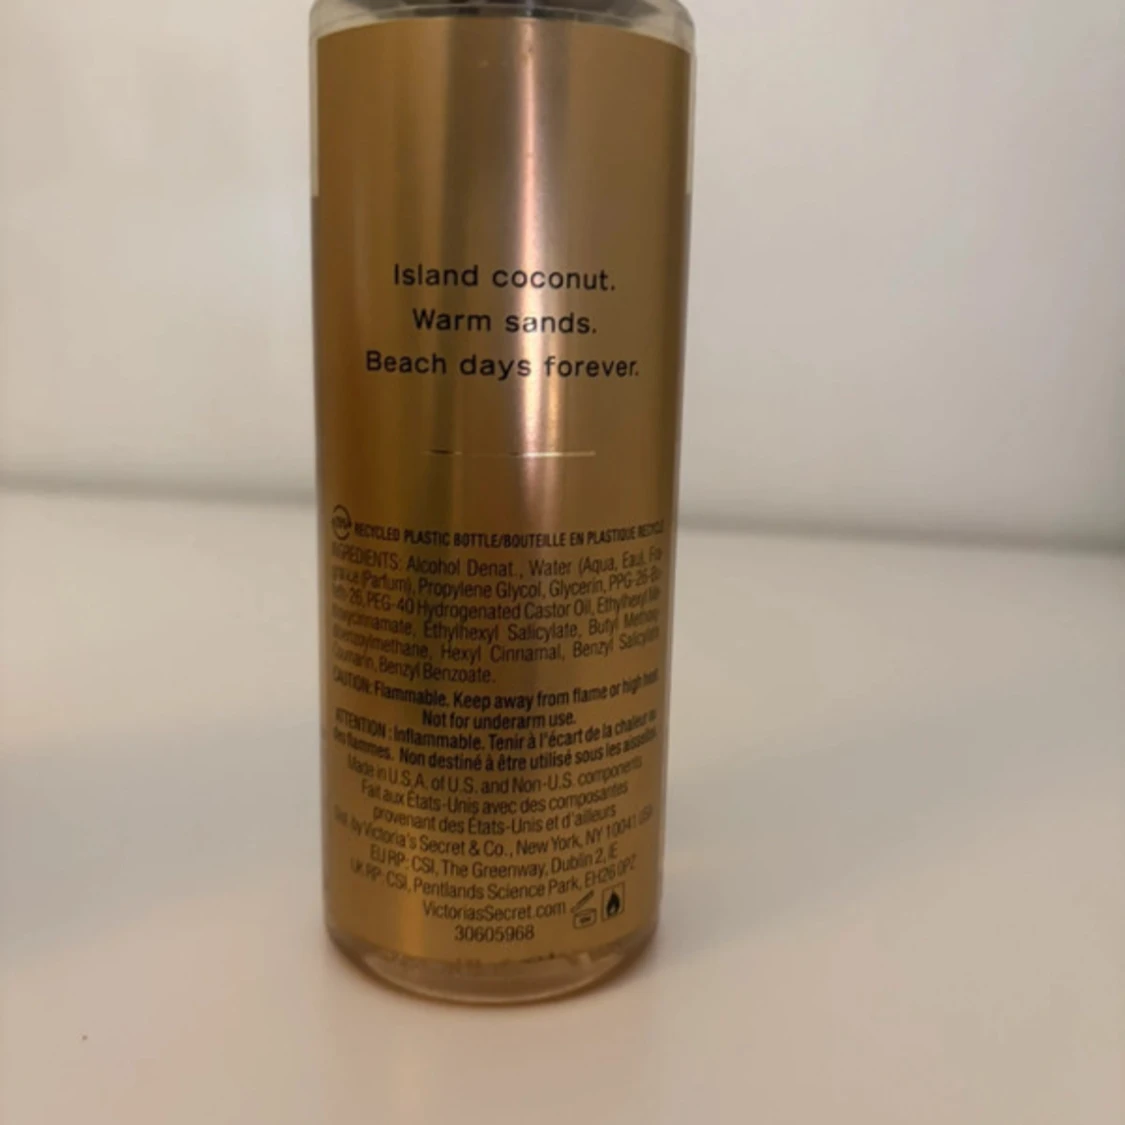 Island coconut.
Warm sands.
Beach days forever.
RECYCLED PLASTIC BOTTLE/BOUTEILLE EN PLASTIQUE RECYCLÉ
INGREDIENTS: Alcohol Denat., Water (Aqua, Eau), Fra-
grance (Parfum), Propylene Glycol, Glycerin, PPG-26-Bu-
teth-26, PEG-40 Hydrogenated Castor Oil, Ethylhexyl Me-
thoxycinnamate, Ethylhexyl Salicylate, Butyl Methoxy-
dibenzoylmethane, Hexyl Cinnamal, Benzyl Salicylate,
Coumarin, Benzyl Benzoate.
CAUTION: Flammable. Keep away from flame or high heat.
Not for underarm use.
ATTENTION : Inflammable. Tenir à l'écart de la chaleur ou
des flammes. Non destiné à être utilisé sous les aisselles.
Made in U.S.A. of U.S. and Non-U.S. components
Fait aux États-Unis avec des composantes
provenant des États-Unis et d'ailleurs
Dist. by Victoria's Secret & Co., New York, NY 10041 USA
EU RP: CSI, The Greenway, Dublin 2, IE
UK RP: CSI, Pentlands Science Park, EH26 0PZ
VictoriasSecret.com
30605968